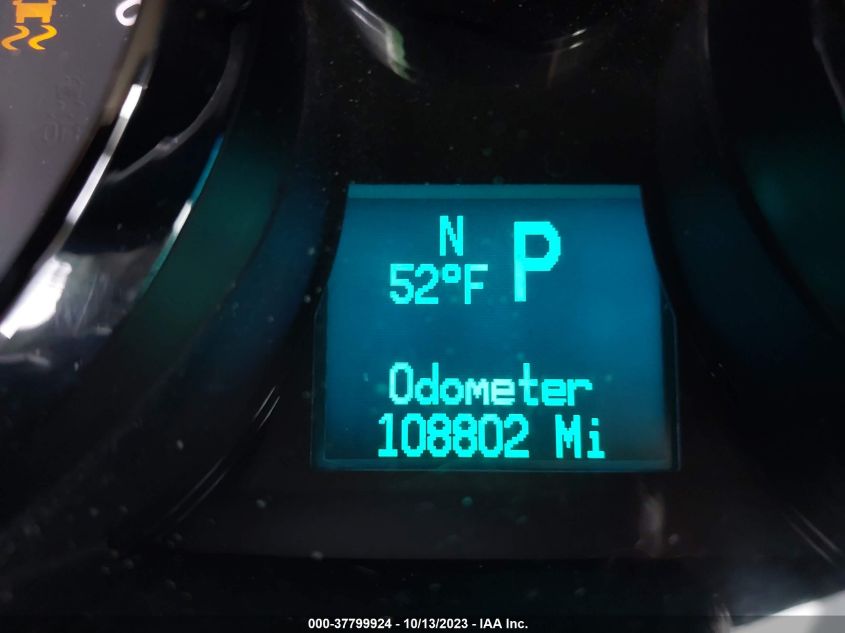 N P
52°F
Odometer
108802 Mi
000-37799924 - 10/13/2023 - IAA Inc.